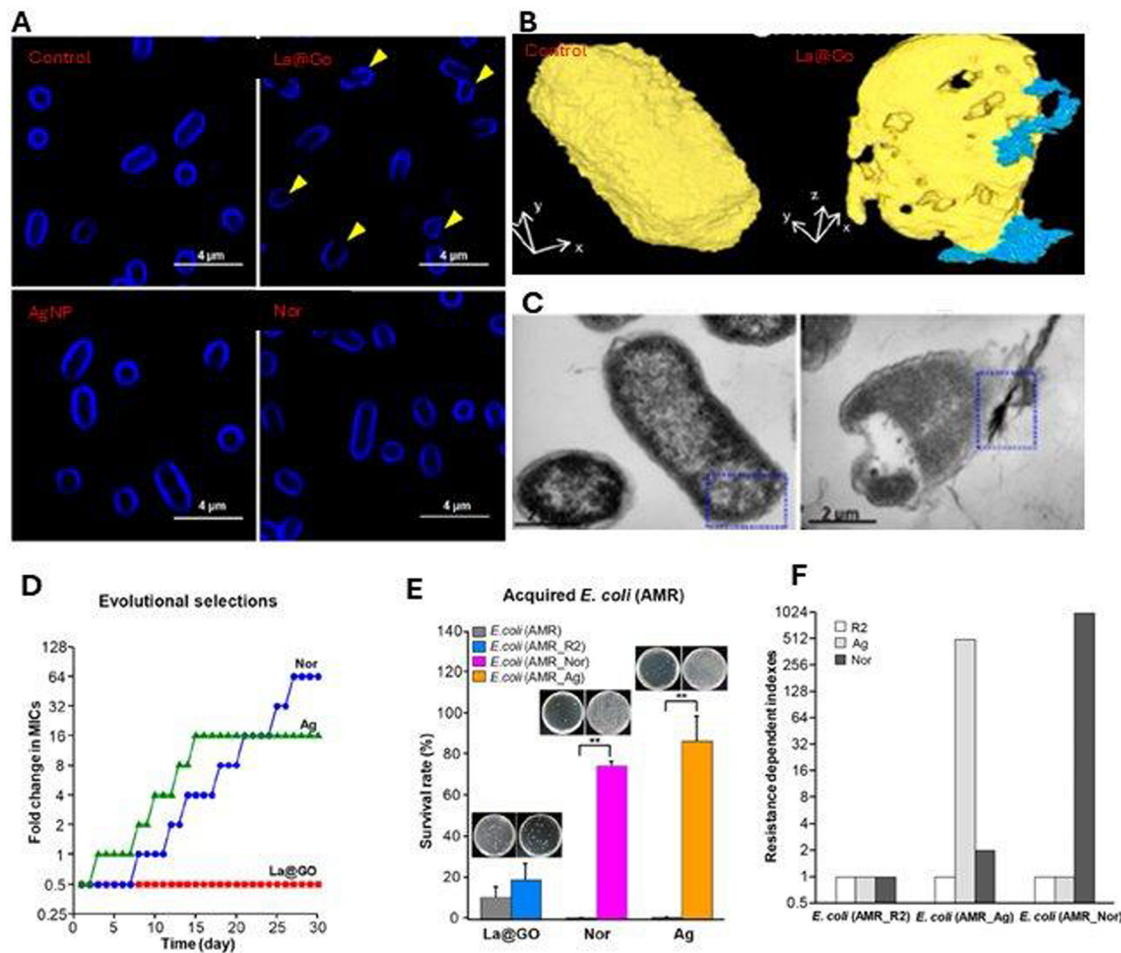 A
Control
La@Go
4 μm
4 μm
AgNP
Nor
4 μm
4 μm
B
Control
La@Go
y
x
z
y
x
C
2 μm
D
Evolutional selections
Fold change in MICs
128
64
32
16
8
4
2
1
0.5
0.25
Nor
Ag
La@GO
0 5 10 15 20 25 30
Time (day)
E
Acquired E. coli (AMR)
Survival rate (%)
140
120
100
80
60
40
20
0
E.coli (AMR)
E.coli (AMR_R2)
E.coli (AMR_Nor)
E.coli (AMR_Ag)
**
**
La@GO Nor Ag
F
Resistance dependent indexes
1024
512
256
128
64
32
16
8
4
2
1
0.5
R2
Ag
Nor
E. coli (AMR_R2) E. coli (AMR_Ag) E. coli (AMR_Nor)